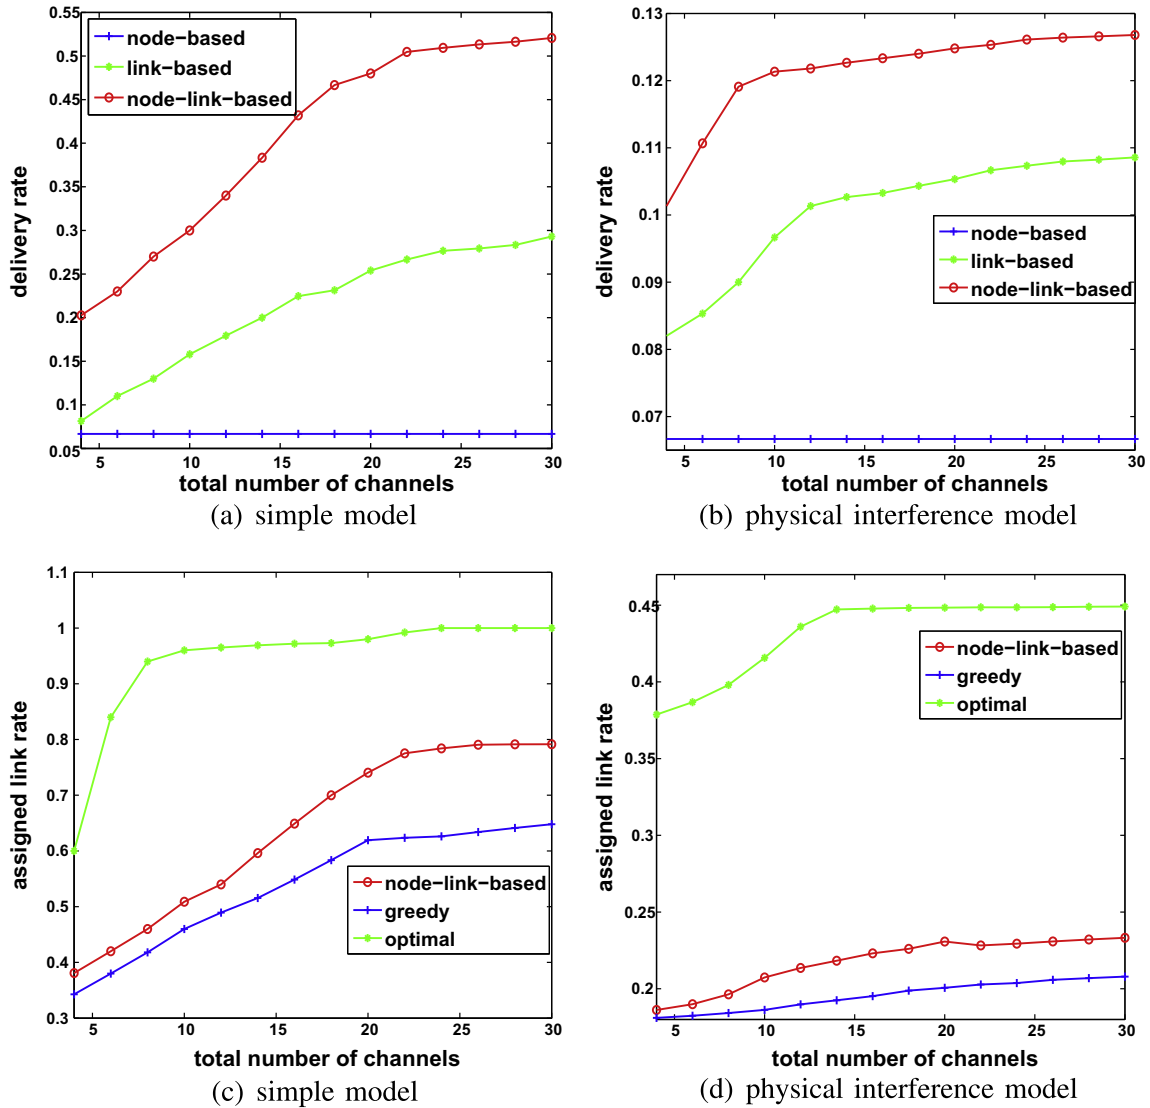 0.55
0.5
0.45
0.4
0.35
0.3
0.25
0.2
0.15
0.1
0.05
delivery rate
node-based
link-based
node-link-based
5 10 15 20 25 30
total number of channels
(a) simple model
0.13
0.12
0.11
0.1
0.09
0.08
0.07
delivery rate
node-based
link-based
node-link-based
5 10 15 20 25 30
total number of channels
(b) physical interference model
1.1
1
0.9
0.8
0.7
0.6
0.5
0.4
0.3
assigned link rate
node-link-based
greedy
optimal
5 10 15 20 25 30
total number of channels
(c) simple model
0.45
0.4
0.3
0.25
0.2
assigned link rate
node-link-based
greedy
optimal
5 10 15 20 25 30
total number of channels
(d) physical interference model